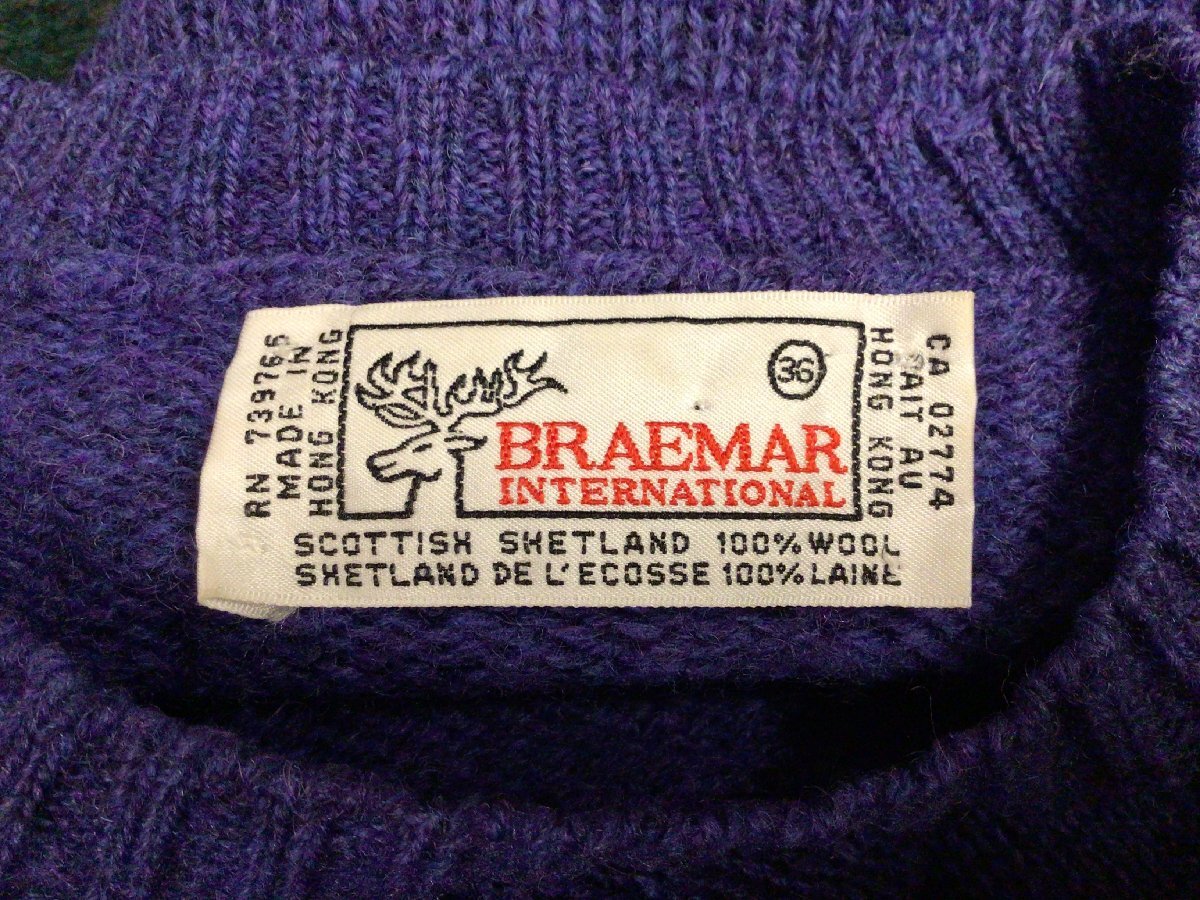 RN 739766
MADE IN
HONG KONG
36
BRAEMAR
INTERNATIONAL
SCOTTISH SHETLAND 100% WOOL
SHETLAND DE L'ECOSSE 100% LAINE
CA 02774
FAIT AU
HONG KONG